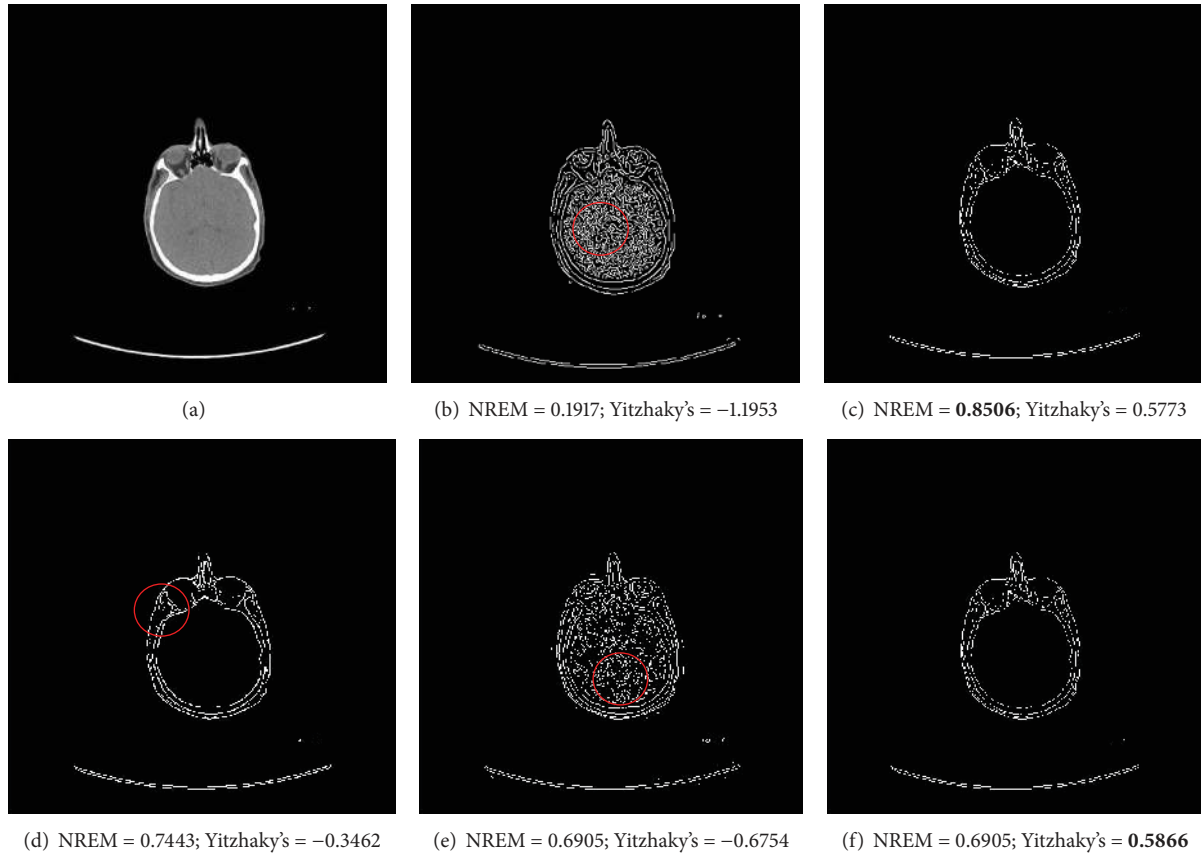 (a)
(b) NREM = 0.1917; Yitzhaky's = −1.1953
(c) NREM = 0.8506; Yitzhaky's = 0.5773
(d) NREM = 0.7443; Yitzhaky's = −0.3462
(e) NREM = 0.6905; Yitzhaky's = −0.6754
(f) NREM = 0.6905; Yitzhaky's = 0.5866